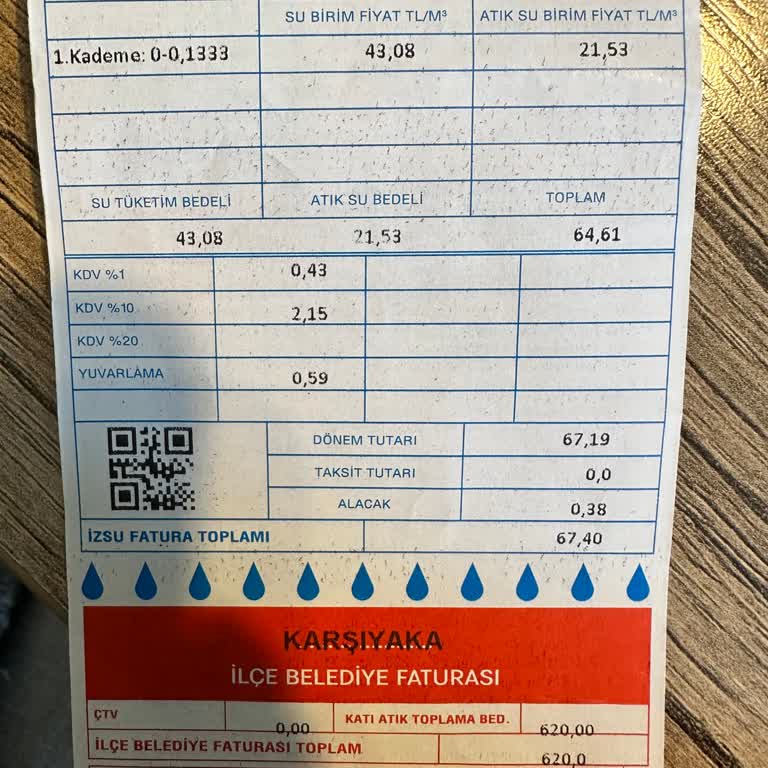 SU BİRİM FİYAT TL/M³ ATIK SU BİRİM FİYAT TL/M³
1.Kademe: 0-0,1333 43,08 21,53
SU TÜKETİM BEDELİ ATIK SU BEDELİ TOPLAM
43,08 21,53 64,61
KDV %1 0,43
KDV %10 2,15
KDV %20
YUVARLAMA 0,59
DÖNEM TUTARI 67,19
TAKSİT TUTARI 0,0
ALACAK 0,38
İZSU FATURA TOPLAMI 67,40
KARŞIYAKA
İLÇE BELEDİYE FATURASI
ÇTV 0,00 KATI ATIK TOPLAMA BED. 620,00
İLÇE BELEDİYE FATURASI TOPLAM 620,0